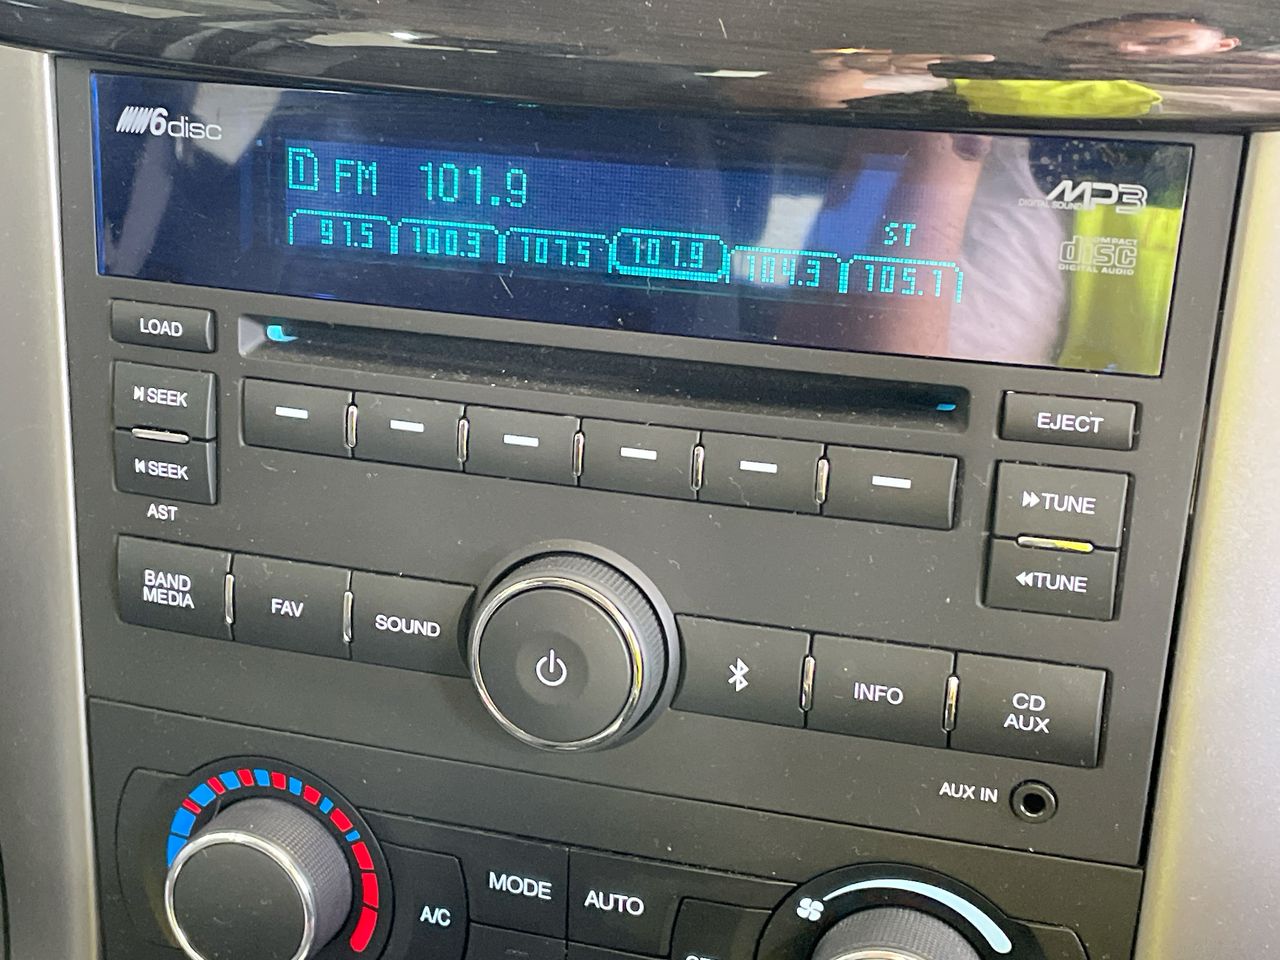 6disc
1 FM 101.9
ST
91.5 100.3 107.5 101.9 104.3 105.1
MP3
DIGITAL SOUND
COMPACT
disc
DIGITAL AUDIO
LOAD
SEEK
SEEK
AST
EJECT
TUNE
TUNE
BAND
MEDIA
FAV
SOUND
INFO
CD
AUX
AUX IN
MODE
AUTO
A/C